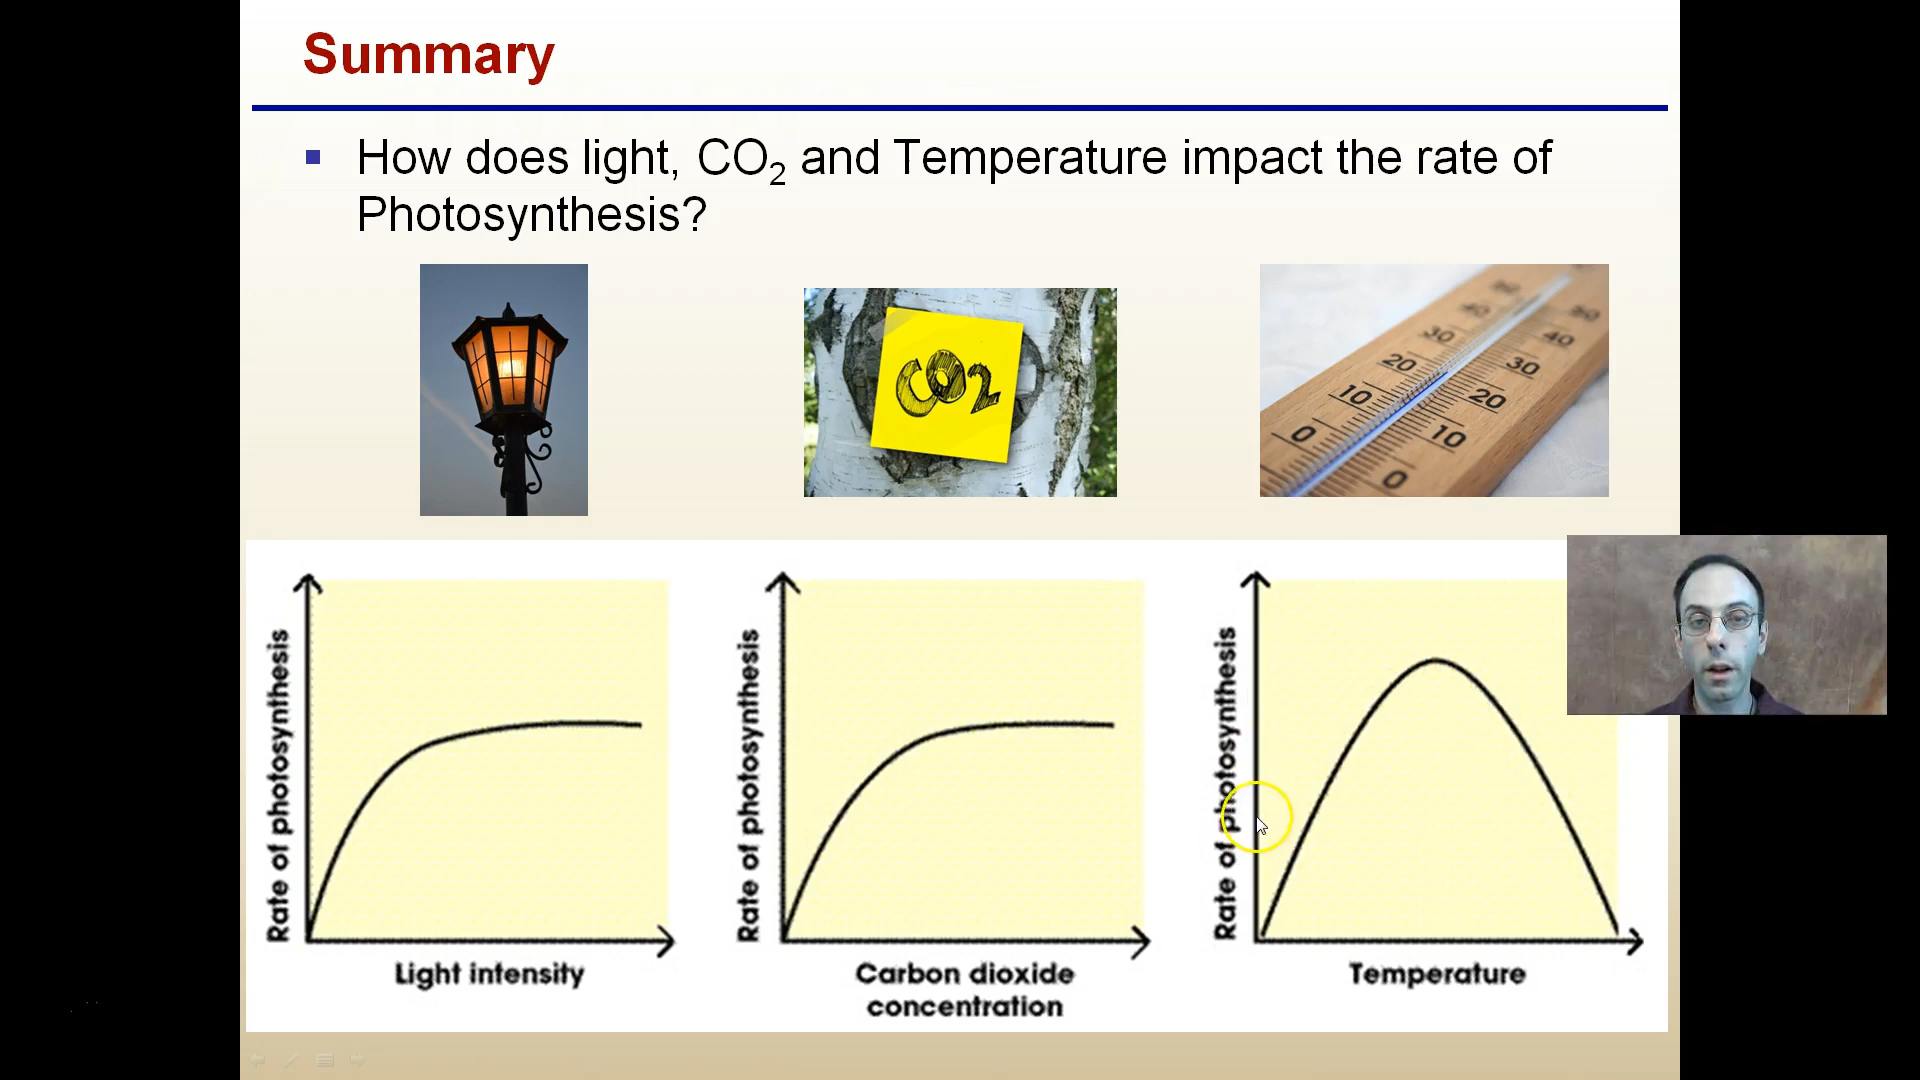 Summary
How does light, CO2 and Temperature impact the rate of
Photosynthesis?
CO2
50
40
30
20
10
0
50
40
30
20
10
0
Rate of photosynthesis
Light intensity
Rate of photosynthesis
Carbon dioxide
concentration
Rate of photosynthesis
Temperature